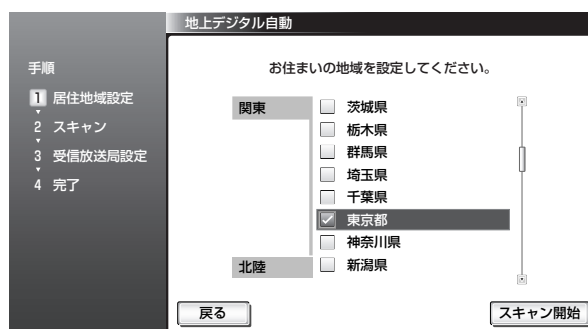 地上デジタル自動
手順
1 居住地域設定
2 スキャン
3 受信放送局設定
4 完了
お住まいの地域を設定してください。
関東
茨城県
栃木県
群馬県
埼玉県
千葉県
東京都
神奈川県
北陸
新潟県
戻る
スキャン開始